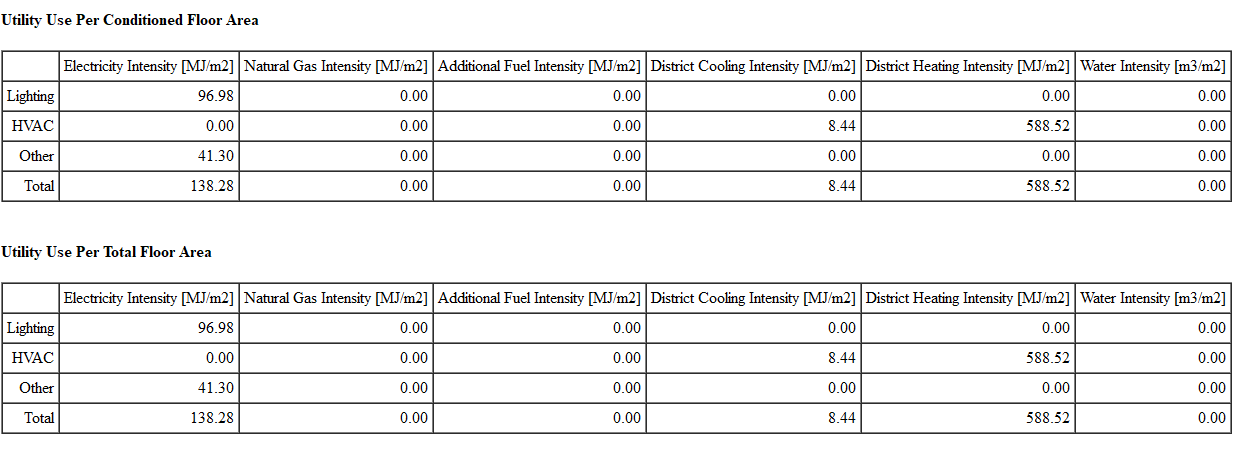 Utility Use Per Conditioned Floor Area
Electricity Intensity [MJ/m2] Natural Gas Intensity [MJ/m2] Additional Fuel Intensity [MJ/m2] District Cooling Intensity [MJ/m2] District Heating Intensity [MJ/m2] Water Intensity [m3/m2]
Lighting 96.98 0.00 0.00 0.00 0.00 0.00
HVAC 0.00 0.00 0.00 8.44 588.52 0.00
Other 41.30 0.00 0.00 0.00 0.00 0.00
Total 138.28 0.00 0.00 8.44 588.52 0.00
Utility Use Per Total Floor Area
Electricity Intensity [MJ/m2] Natural Gas Intensity [MJ/m2] Additional Fuel Intensity [MJ/m2] District Cooling Intensity [MJ/m2] District Heating Intensity [MJ/m2] Water Intensity [m3/m2]
Lighting 96.98 0.00 0.00 0.00 0.00 0.00
HVAC 0.00 0.00 0.00 8.44 588.52 0.00
Other 41.30 0.00 0.00 0.00 0.00 0.00
Total 138.28 0.00 0.00 8.44 588.52 0.00